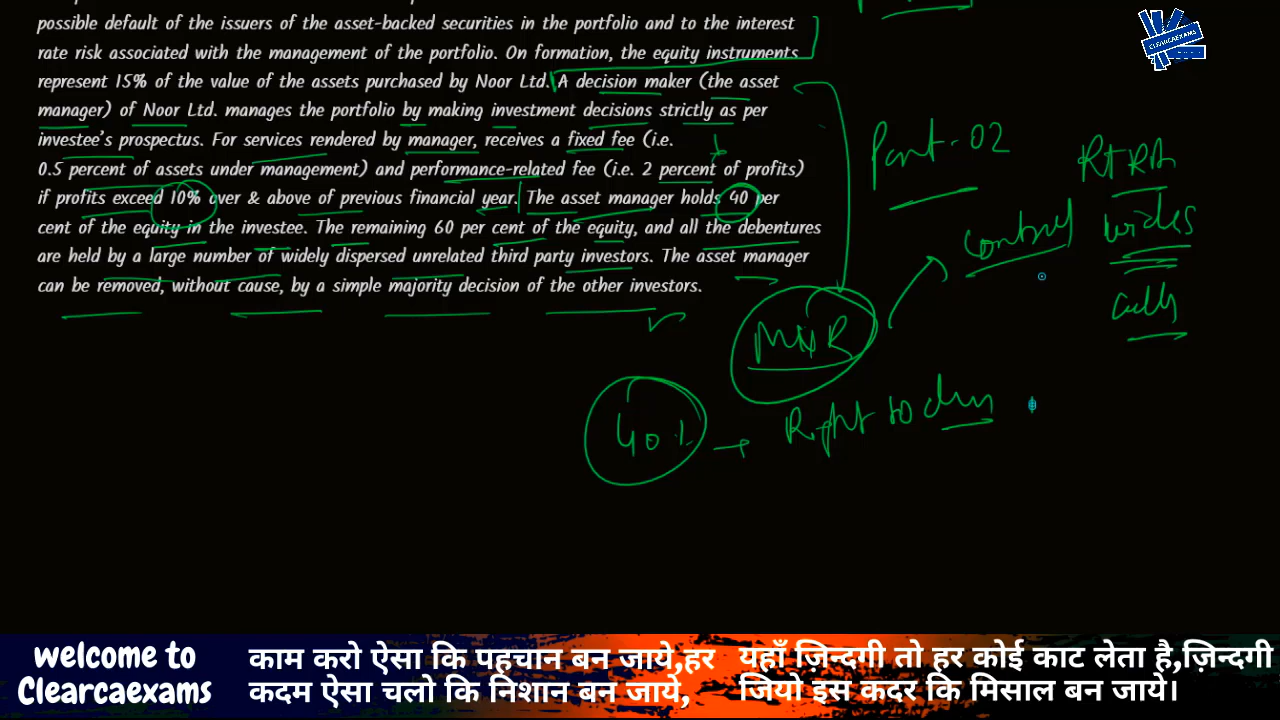 possible default of the issuers of the asset-backed securities in the portfolio and to the interest
rate risk associated with the management of the portfolio. On formation, the equity instruments
represent 15% of the value of the assets purchased by Noor Ltd. A decision maker (the asset
manager) of Noor Ltd. manages the portfolio by making investment decisions strictly as per
investee's prospectus. For services rendered by manager, receives a fixed fee (i.e.
0.5 percent of assets under management) and performance-related fee (i.e. 2 percent of profits)
if profits exceed 10% over & above of previous financial year. The asset manager holds 40 per
cent of the equity in the investee. The remaining 60 per cent of the equity, and all the debentures
are held by a large number of widely dispersed unrelated third party investors. The asset manager
can be removed, without cause, by a simple majority decision of the other investors.
CLEARCAEXAMS
Part-02
RTRA
control
40%
Right to
welcome to
Clearcaexams
काम करो ऐसा कि पहचान बन जाये,हर
कदम ऐसा चलो कि निशान बन जाये,
यहाँ ज़िन्दगी तो हर कोई काट लेता है,ज़िन्दगी
जियो इस कदर कि मिसाल बन जाये।